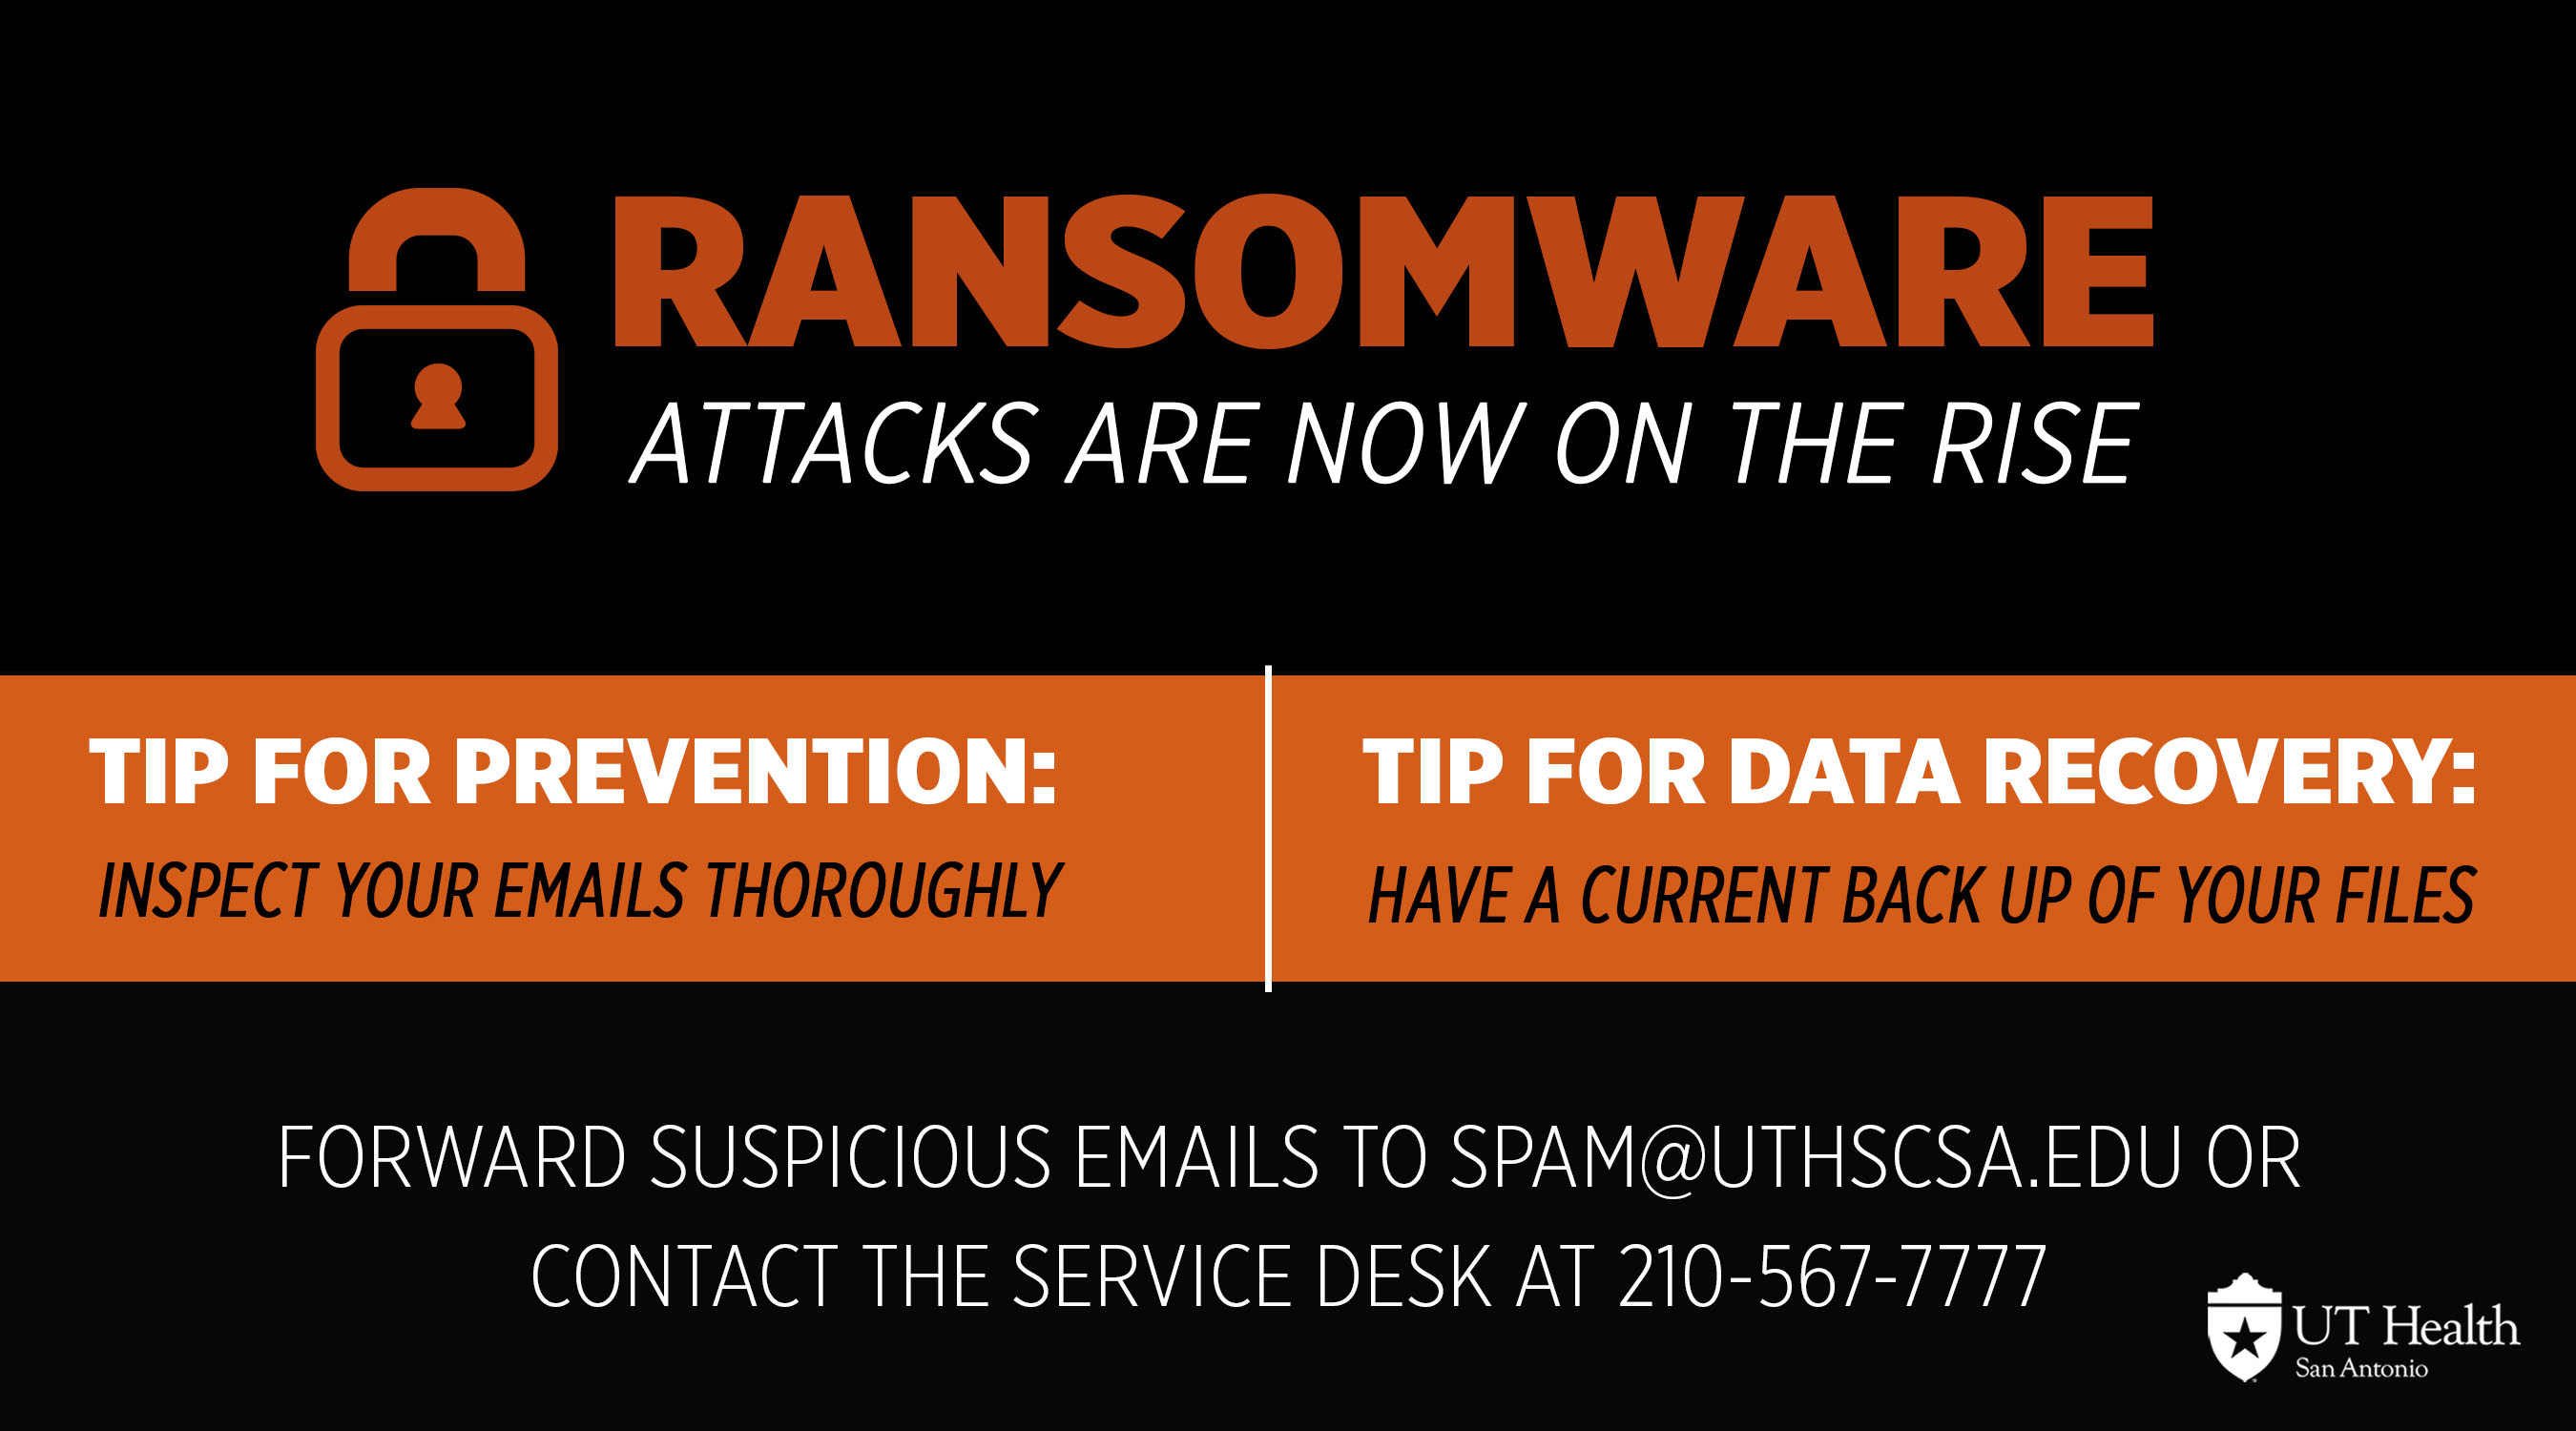 RANSOMWARE
ATTACKS ARE NOW ON THE RISE
TIP FOR PREVENTION:
INSPECT YOUR EMAILS THOROUGHLY
TIP FOR DATA RECOVERY:
HAVE A CURRENT BACK UP OF YOUR FILES
FORWARD SUSPICIOUS EMAILS TO SPAM@UTHSCSA.EDU OR
CONTACT THE SERVICE DESK AT 210-567-7777
UT Health
San Antonio